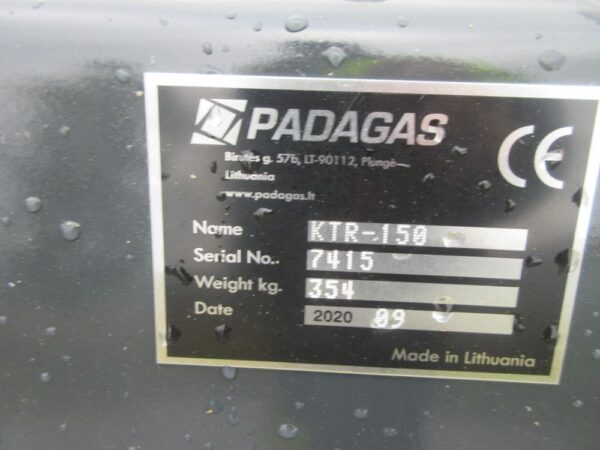 PADAGAS
Birutės g. 57b, LT-90112, Plungė
Lithuania
www.padagas.lt
CE
Name KTR-150
Serial No.. 7415
Weight kg. 354
Date 2020 09
Made in Lithuania